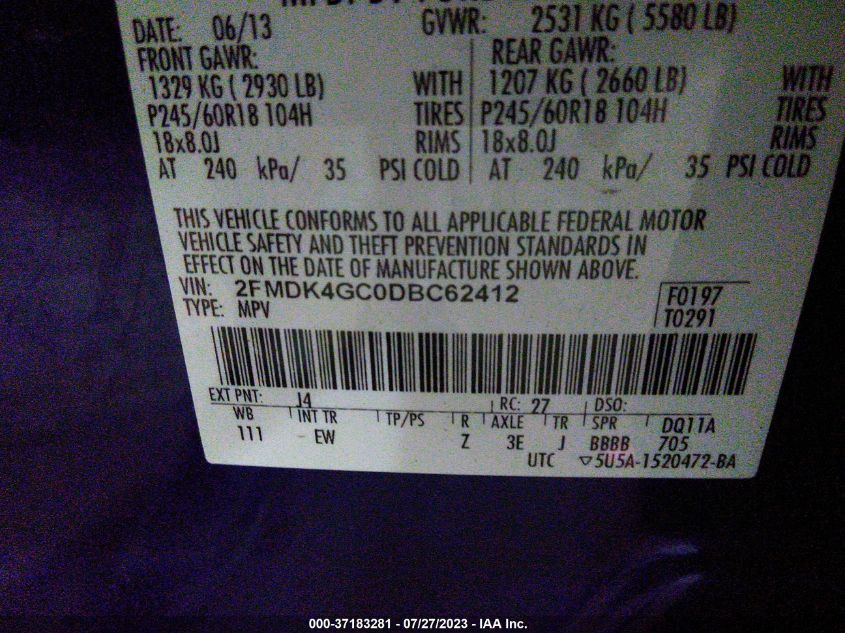 DATE: 06/13 GVWR: 2531 KG ( 5580 LB)
FRONT GAWR: REAR GAWR:
1329 KG ( 2930 LB) WITH 1207 KG ( 2660 LB) WITH
P245/60R18 104H TIRES P245/60R18 104H TIRES
18x8.0J RIMS 18x8.0J RIMS
AT 240 kPa/ 35 PSI COLD AT 240 kPa/ 35 PSI COLD
THIS VEHICLE CONFORMS TO ALL APPLICABLE FEDERAL MOTOR
VEHICLE SAFETY AND THEFT PREVENTION STANDARDS IN
EFFECT ON THE DATE OF MANUFACTURE SHOWN ABOVE.
VIN: 2FMDK4GC0DBC62412
TYPE: MPV
F0197
T0291
EXT PNT: J4 RC: 27 DSO:
WB INT TR TP/PS R AXLE TR SPR DQ11A
111 EW Z 3E J BBBB 705
UTC ▽5U5A-1520472-BA
000-37183281 - 07/27/2023 - IAA Inc.